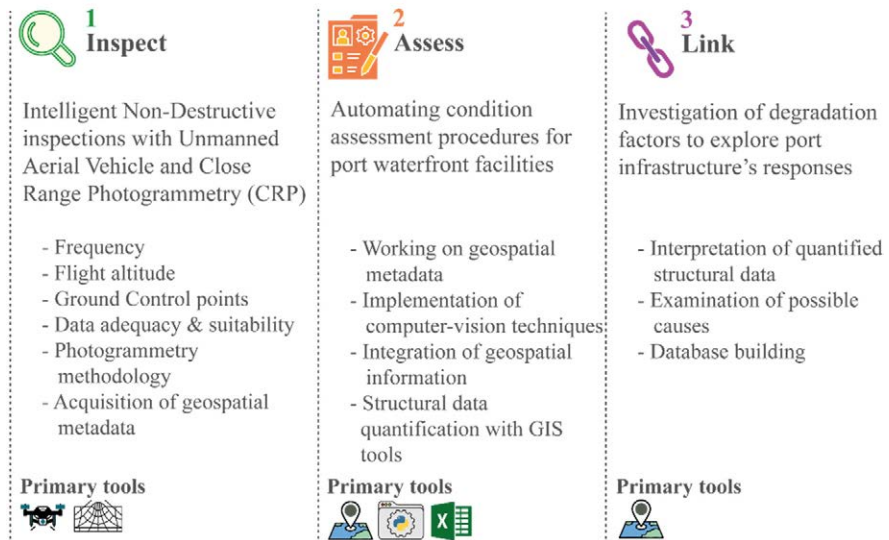 1
Inspect
Intelligent Non-Destructive
inspections with Unmanned
Aerial Vehicle and Close
Range Photogrammetry (CRP)
- Frequency
- Flight altitude
- Ground Control points
- Data adequacy & suitability
- Photogrammetry
methodology
- Acquisition of geospatial
metadata
Primary tools
2
Assess
Automating condition
assessment procedures for
port waterfront facilities
- Working on geospatial
metadata
- Implementation of
computer-vision techniques
- Integration of geospatial
information
- Structural data
quantification with GIS
tools
Primary tools
X
3
Link
Investigation of degradation
factors to explore port
infrastructure's responses
- Interpretation of quantified
structural data
- Examination of possible
causes
- Database building
Primary tools